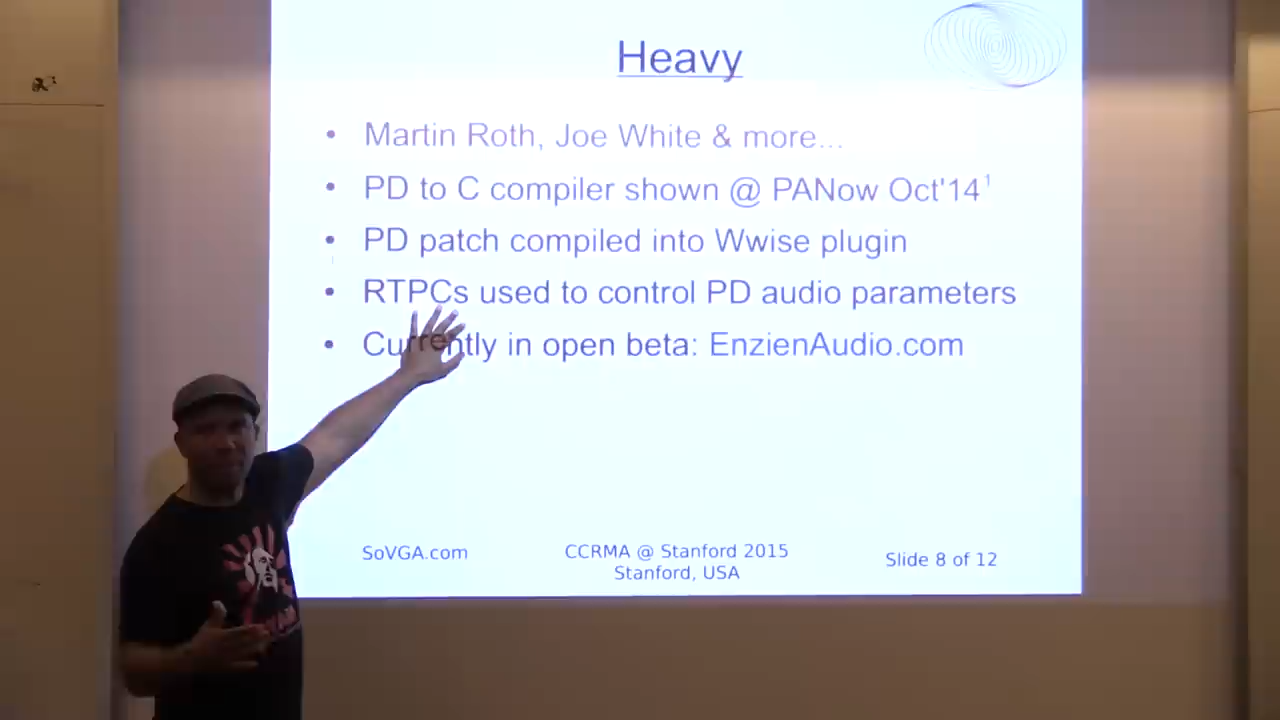 Heavy
• Martin Roth, Joe White & more...
• PD to C compiler shown @ PANow Oct'14¹
• PD patch compiled into Wwise plugin
• RTPCs used to control PD audio parameters
• Currently in open beta: EnzienAudio.com
SoVGA.com
CCRMA @ Stanford 2015
Stanford, USA
Slide 8 of 12